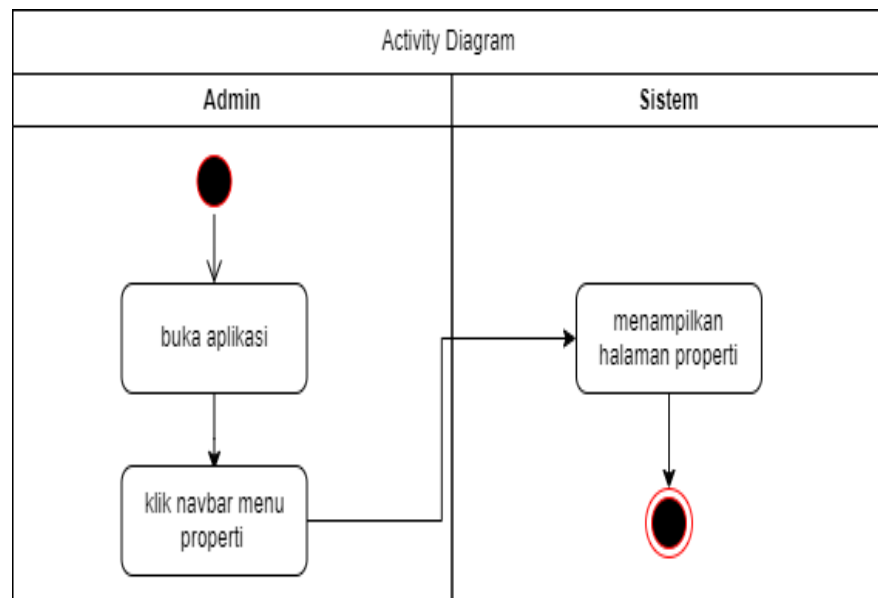 Activity Diagram
Admin
Sistem
buka aplikasi
menampilkan
halaman properti
klik navbar menu
properti